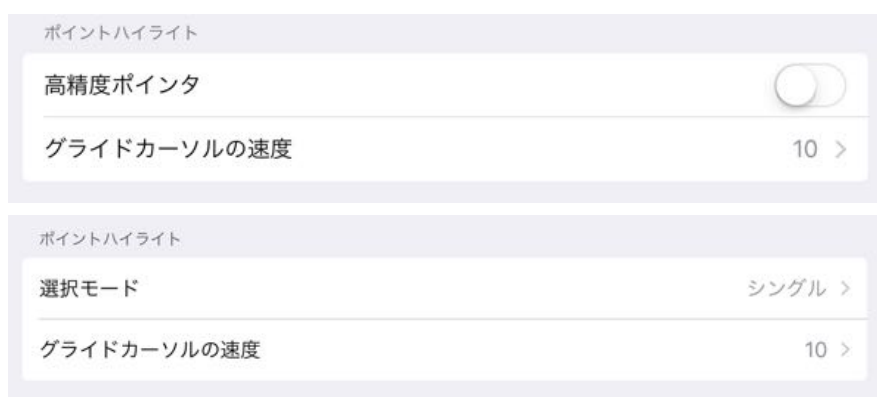 ポイントハイライト
高精度ポインタ
グライドカーソルの速度 10 >
ポイントハイライト
選択モード シングル >
グライドカーソルの速度 10 >